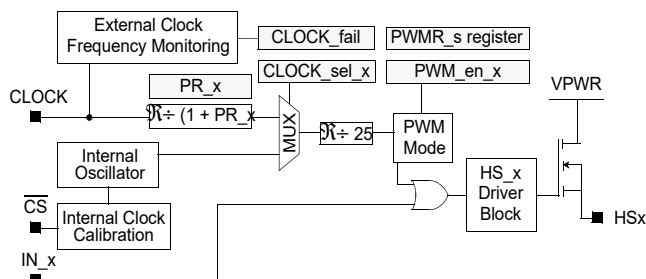 External Clock
Frequency Monitoring
CLOCK_fail
PWMR_s register
CLOCK_sel_x
PWM_en_x
PR_x
CLOCK
VPWR
ℜ÷ (1 + PR_x
MUX
ℜ÷ 25
PWM
Mode
Internal
Oscillator
HS_x
Driver
Block
CS
Internal Clock
Calibration
HSx
IN_x